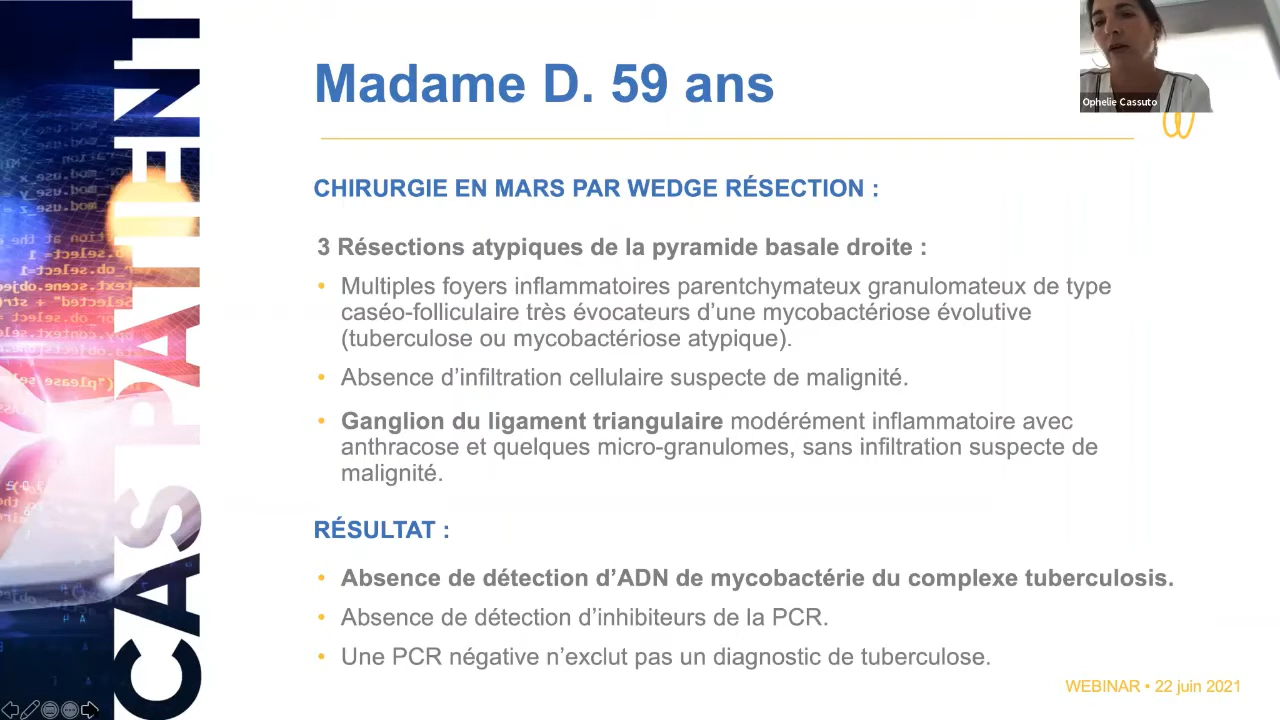 Madame D. 59 ans
Ophelie Cassuto
CHIRURGIE EN MARS PAR WEDGE RÉSECTION :
3 Résections atypiques de la pyramide basale droite :
• Multiples foyers inflammatoires parentchymateux granulomateux de type
caséo-folliculaire très évocateurs d’une mycobactériose évolutive
(tuberculose ou mycobactériose atypique).
• Absence d’infiltration cellulaire suspecte de malignité.
• Ganglion du ligament triangulaire modérément inflammatoire avec
anthracose et quelques micro-granulomes, sans infiltration suspecte de
malignité.
RÉSULTAT :
• Absence de détection d’ADN de mycobactérie du complexe tuberculosis.
• Absence de détection d’inhibiteurs de la PCR.
• Une PCR négative n’exclut pas un diagnostic de tuberculose.
WEBINAR • 22 juin 2021
CAS PATIENT